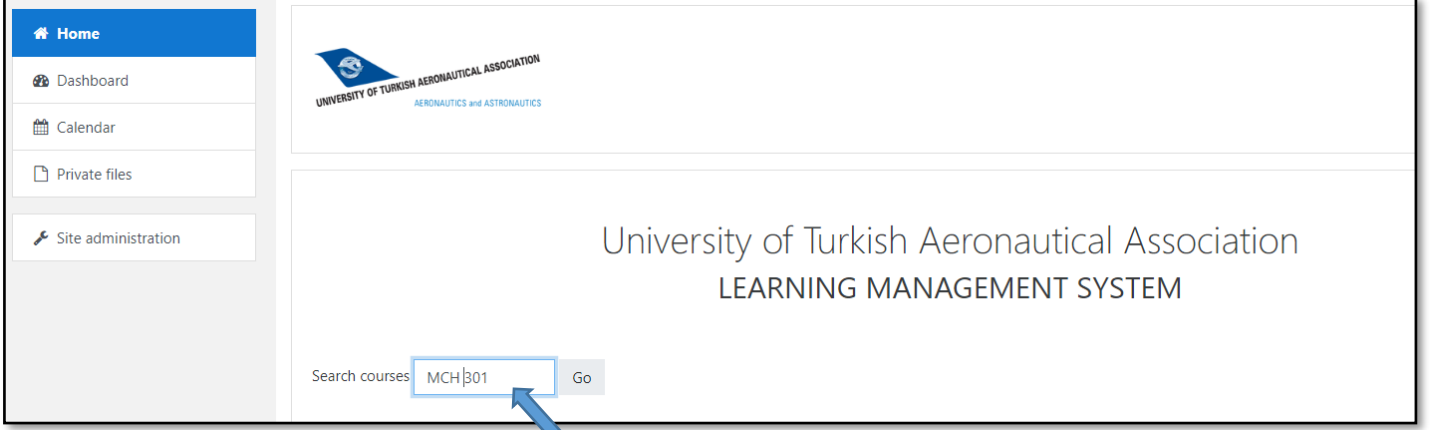 Home
Dashboard
Calendar
Private files
Site administration
UNIVERSITY OF TURKISH AERONAUTICAL ASSOCIATION
AERONAUTICS and ASTRONAUTICS
University of Turkish Aeronautical Association
LEARNING MANAGEMENT SYSTEM
Search courses MCH 301 Go